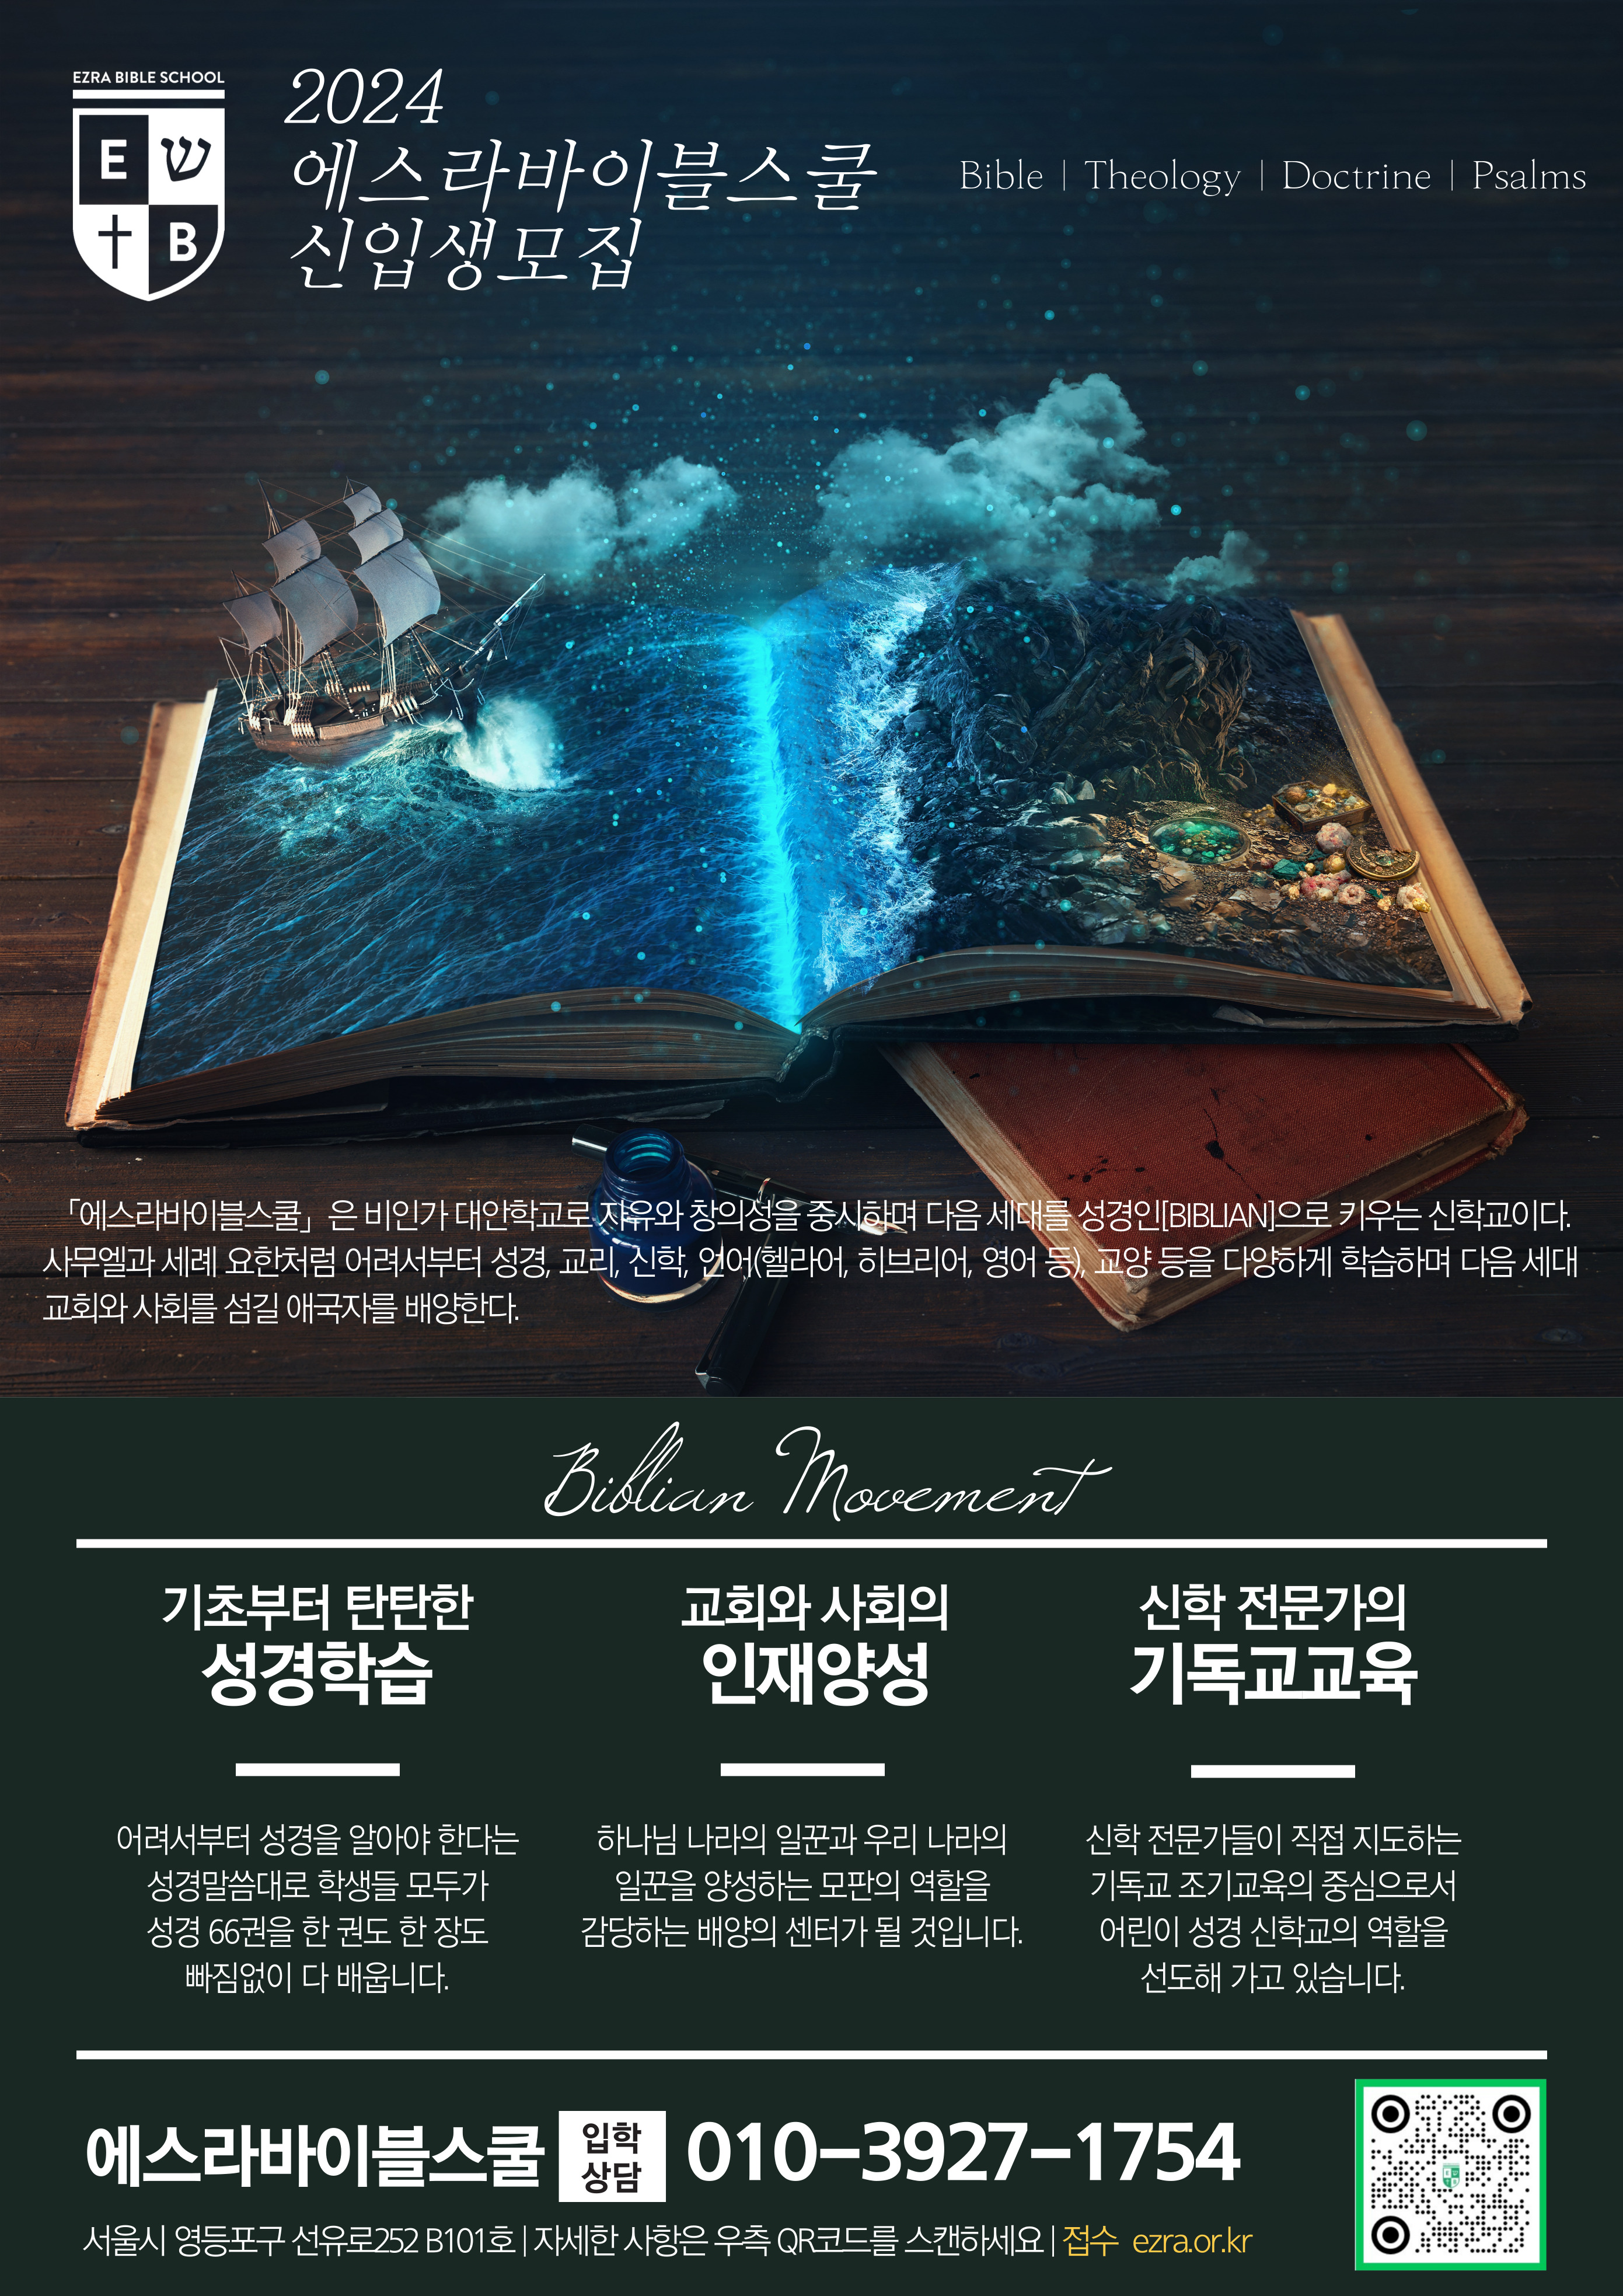 EZRA BIBLE SCHOOL
E ש
† B
2024
에스라바이블스쿨
신입생모집
Bible | Theology | Doctrine | Psalms
「에스라바이블스쿨」은 비인가 대안학교로 자유와 창의성을 중시하며 다음 세대를 성경인[BIBLIAN]으로 키우는 신학교이다.
사무엘과 세례 요한처럼 어려서부터 성경, 교리, 신학, 언어(헬라어, 히브리어, 영어 등), 교양 등을 다양하게 학습하며 다음 세대
교회와 사회를 섬길 애국자를 배양한다.
Biblian Movement
기초부터 탄탄한
성경학습
어려서부터 성경을 알아야 한다는
성경말씀대로 학생들 모두가
성경 66권을 한 권도 한 장도
빠짐없이 다 배웁니다.
교회와 사회의
인재양성
하나님 나라의 일꾼과 우리 나라의
일꾼을 양성하는 모판의 역할을
감당하는 배양의 센터가 될 것입니다.
신학 전문가의
기독교교육
신학 전문가들이 직접 지도하는
기독교 조기교육의 중심으로서
어린이 성경 신학교의 역할을
선도해 가고 있습니다.
에스라바이블스쿨
입학
상담
010-3927-1754
서울시 영등포구 선유로252 B101호 | 자세한 사항은 우측 QR코드를 스캔하세요 | 접수 ezra.or.kr